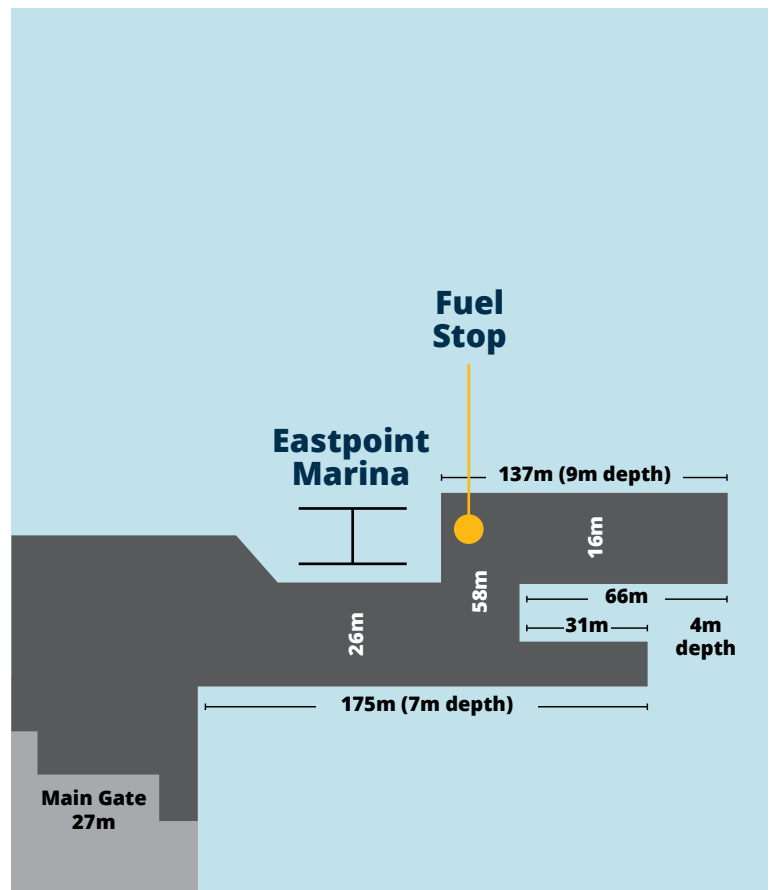 Fuel
Stop
Eastpoint
Marina
137m (9m depth)
16m
58m
66m
31m
4m
depth
26m
175m (7m depth)
Main Gate
27m